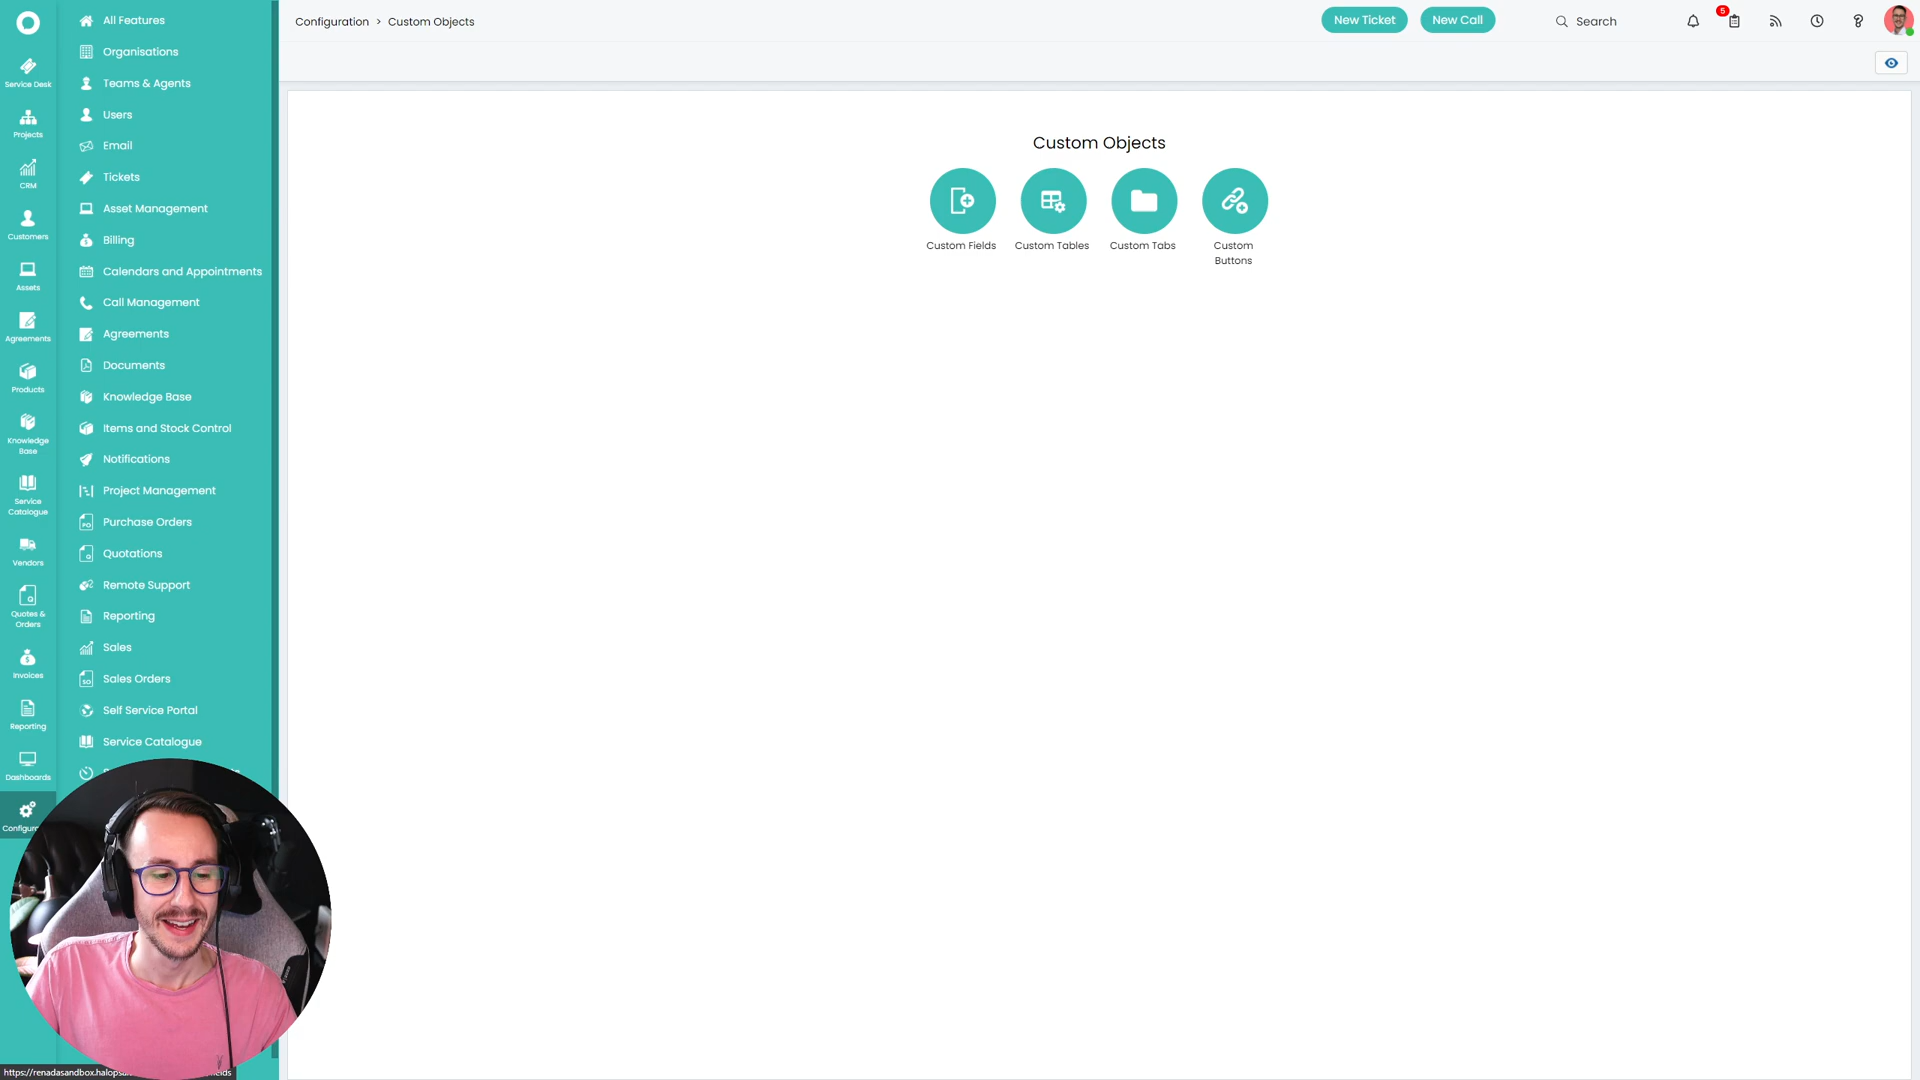 Configuration > Custom Objects
New Ticket
New Call
Search
5
Service Desk
Projects
CRM
Customers
Assets
Agreements
Products
Knowledge
Base
Service
Catalogue
Vendors
Quotes &
Orders
Invoices
Reporting
Dashboards
All Features
Organisations
Teams & Agents
Users
Email
Tickets
Asset Management
Billing
Calendars and Appointments
Call Management
Agreements
Documents
Knowledge Base
Items and Stock Control
Notifications
Project Management
Purchase Orders
Quotations
Remote Support
Reporting
Sales
Sales Orders
Self Service Portal
Service Catalogue
Custom Objects
Custom Fields
Custom Tables
Custom Tabs
Custom
Buttons